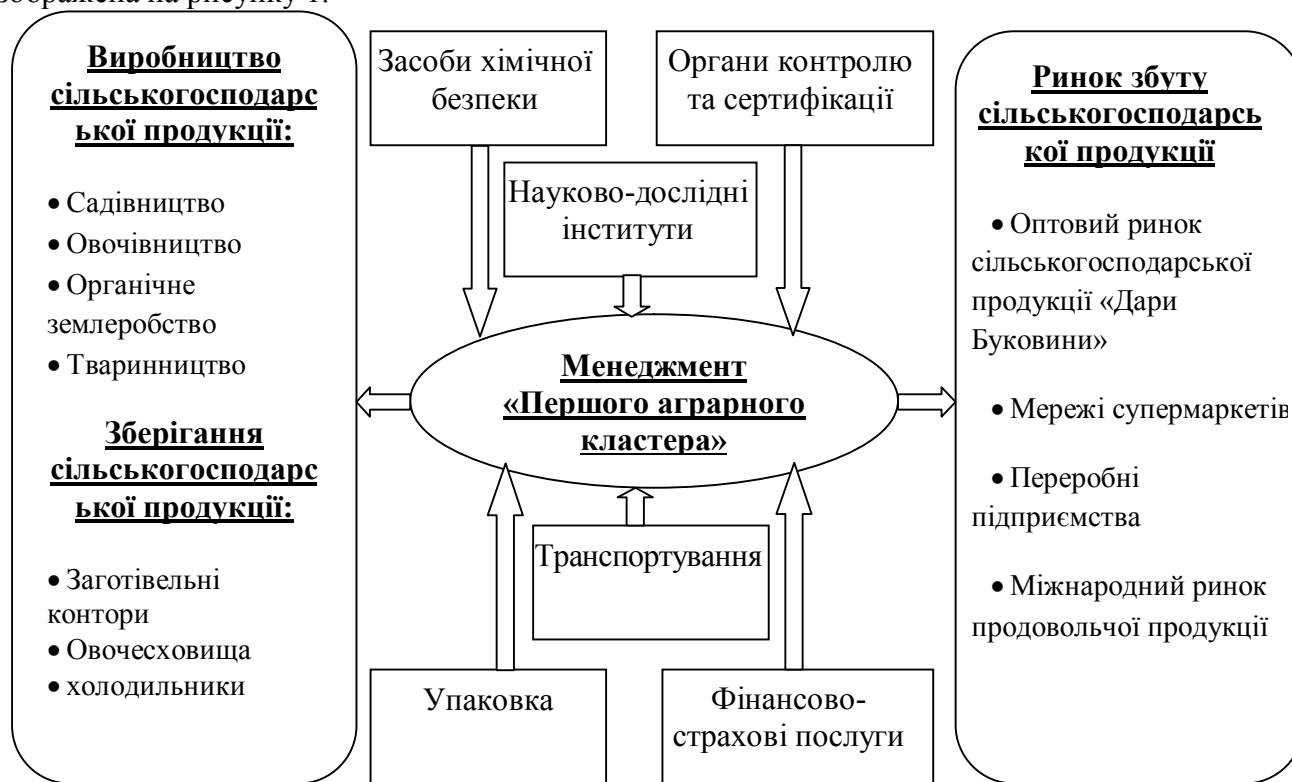 зображена на рисунку 1.
Виробництво
сільськогосподарс
ької продукції:
• Садівництво
• Овочівництво
• Органічне
землеробство
• Тваринництво
Зберігання
сільськогосподарс
ької продукції:
• Заготівельні
контори
• Овочесховища
• холодильники
Засоби хімічної
безпеки
Органи контролю
та сертифікації
Науково-дослідні
інститути
Менеджмент
«Першого аграрного
кластера»
Транспортування
Упаковка
Фінансово-
страхові послуги
Ринок збуту
сільськогосподарсь
кої продукції
• Оптовий ринок
сільськогосподарської
продукції «Дари
Буковини»
• Мережі супермаркетів
• Переробні
підприємства
• Міжнародний ринок
продовольчої продукції